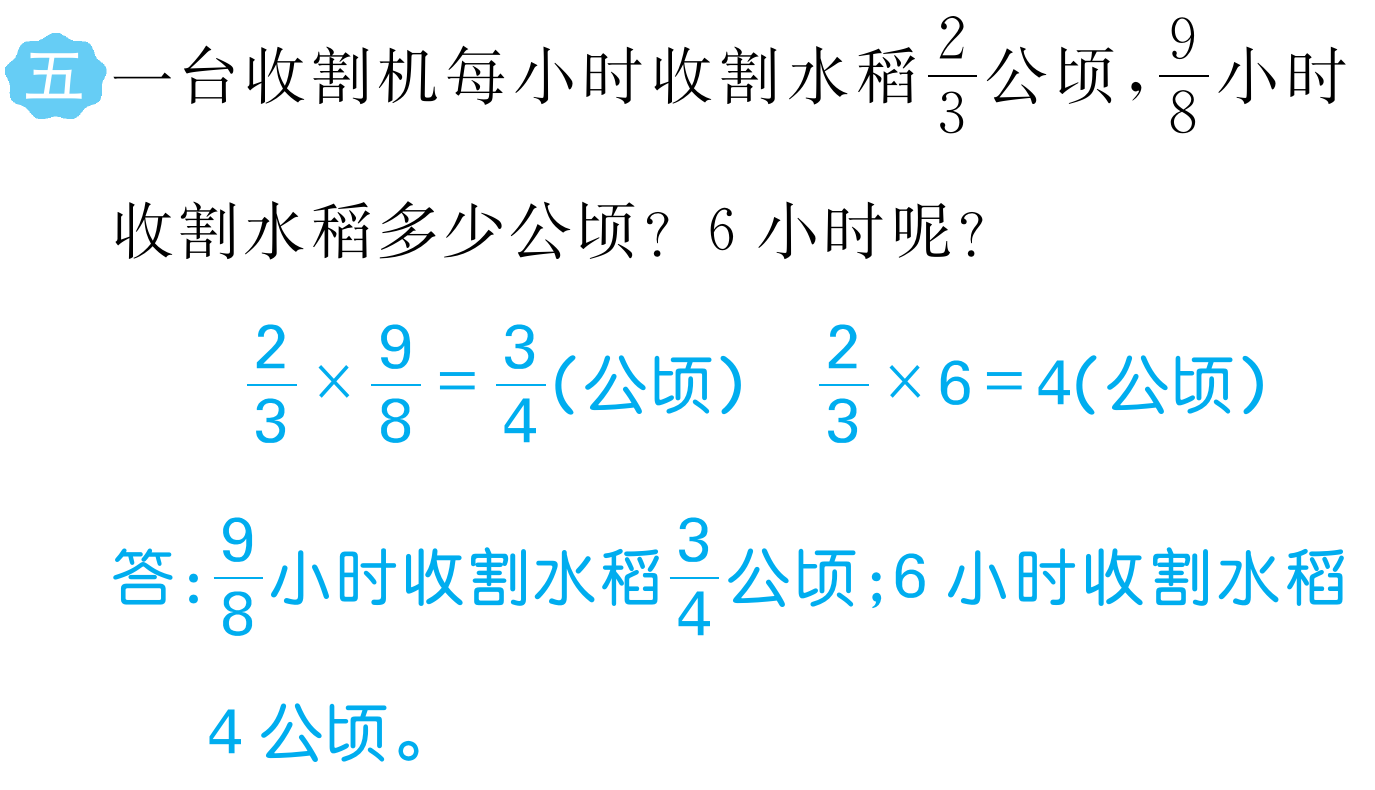 五 一台收割机每小时收割水稻2/3公顷,9/8小时
收割水稻多少公顷? 6小时呢?
2/3×9/8=3/4(公顷) 2/3×6=4(公顷)
答:9/8小时收割水稻3/4公顷;6小时收割水稻
4公顷。